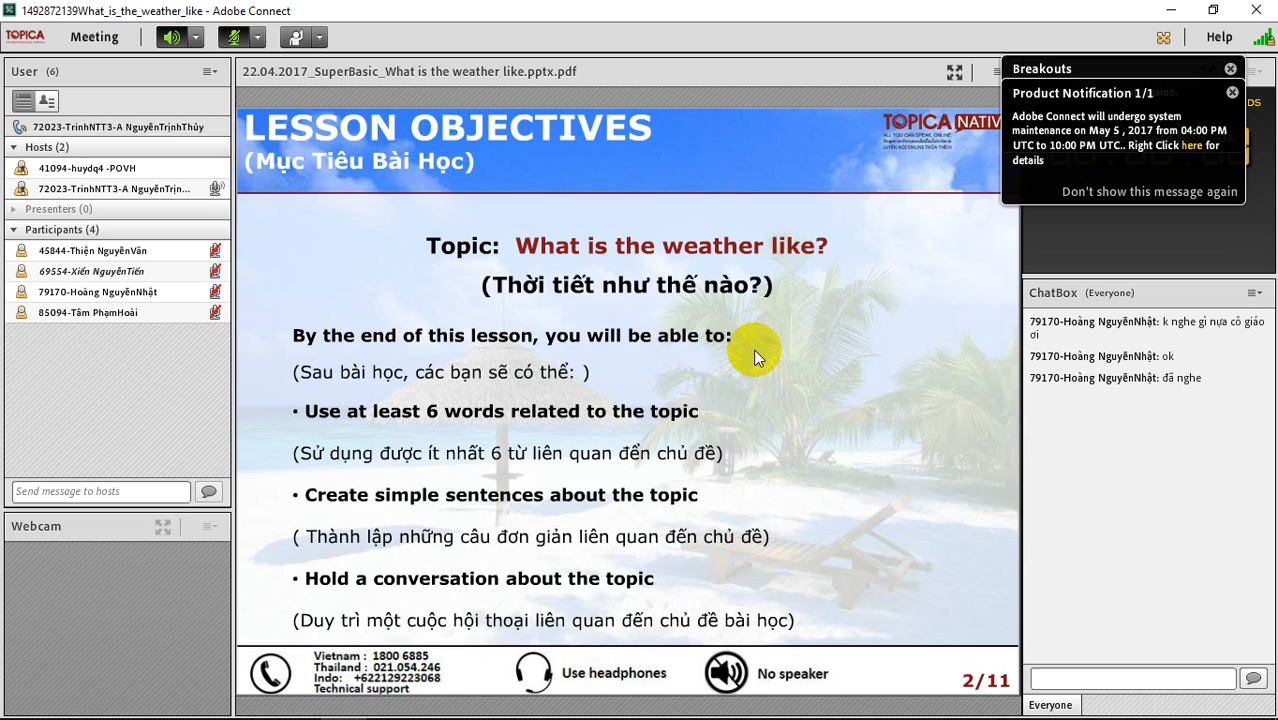 1492872139What_is_the_weather_like - Adobe Connect
TOPICA
Meeting
Help
User (6)
72023-TrinhNTT3-A NguyễnTrịnhThùy
Hosts (2)
41094-huydq4 -POVH
72023-TrinhNTT3-A NguyễnTrịn...
Presenters (0)
Participants (4)
45844-Thiện NguyễnVăn
69554-Xiển NguyễnTiến
79170-Hoàng NguyễnNhật
85094-Tâm PhạmHoài
Send message to hosts
Webcam
22.04.2017_SuperBasic_What is the weather like.pptx.pdf
LESSON OBJECTIVES
(Mục Tiêu Bài Học)
TOPICA NATIV
ALL YOU CAN SPEAK, ONLINE
Topic: What is the weather like?
(Thời tiết như thế nào?)
By the end of this lesson, you will be able to:
(Sau bài học, các bạn sẽ có thể: )
• Use at least 6 words related to the topic
(Sử dụng được ít nhất 6 từ liên quan đển chủ đề)
• Create simple sentences about the topic
( Thành lập những câu đơn giản liên quan đến chủ đề)
• Hold a conversation about the topic
(Duy trì một cuộc hội thoại liên quan đến chủ đề bài học)
Vietnam : 1800 6885
Thailand : 021.054.246
Indo: +622129223068
Technical support
Use headphones
No speaker
2/11
Breakouts
Product Notification 1/1
Adobe Connect will undergo system
maintenance on May 5 , 2017 from 04:00 PM
UTC to 10:00 PM UTC.. Right Click here for
details
Don't show this message again
DS
ChatBox (Everyone)
79170-Hoàng NguyễnNhật: k nghe gì nựa cô giáo
ơi
79170-Hoàng NguyễnNhật: ok
79170-Hoàng NguyễnNhật: đã nghe
Everyone